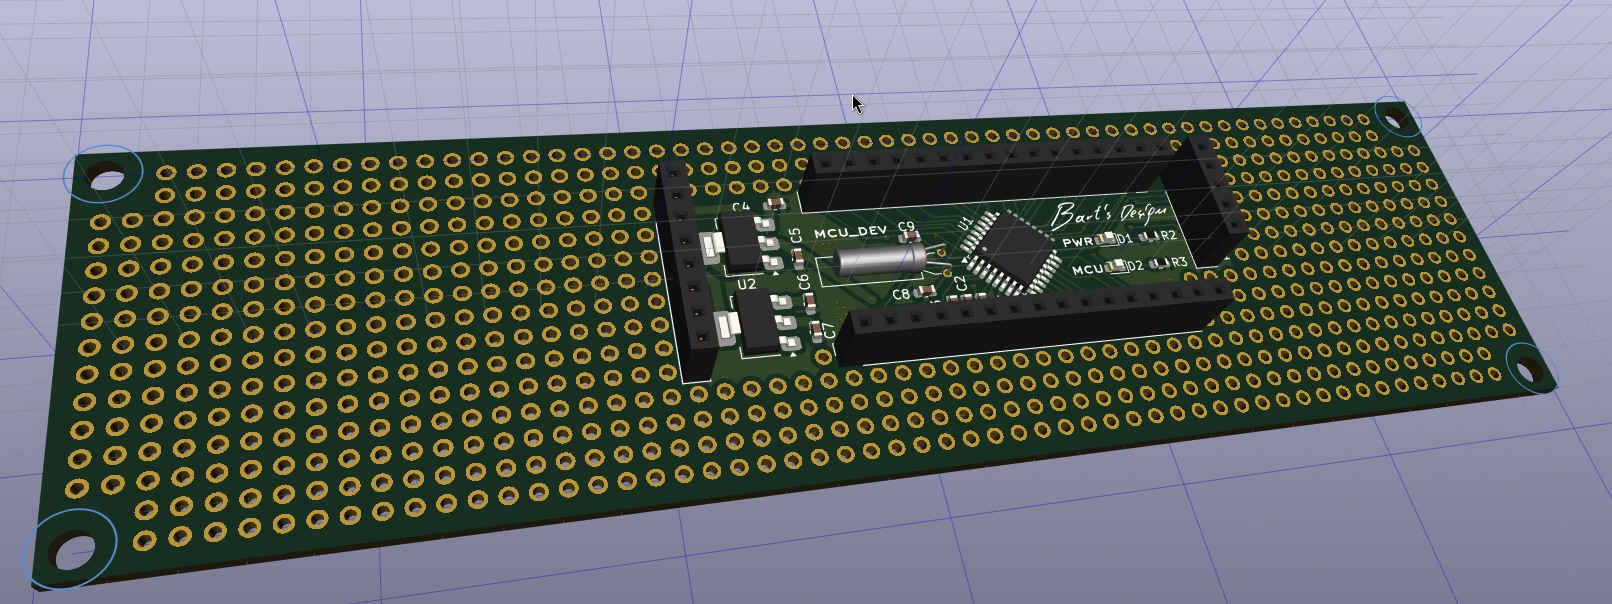 C4
U2
C5
C6
C7
MCU_DEV
C9
C8
C2
U1
Bart's Design
PWR D1 R2
MCU D2 R3